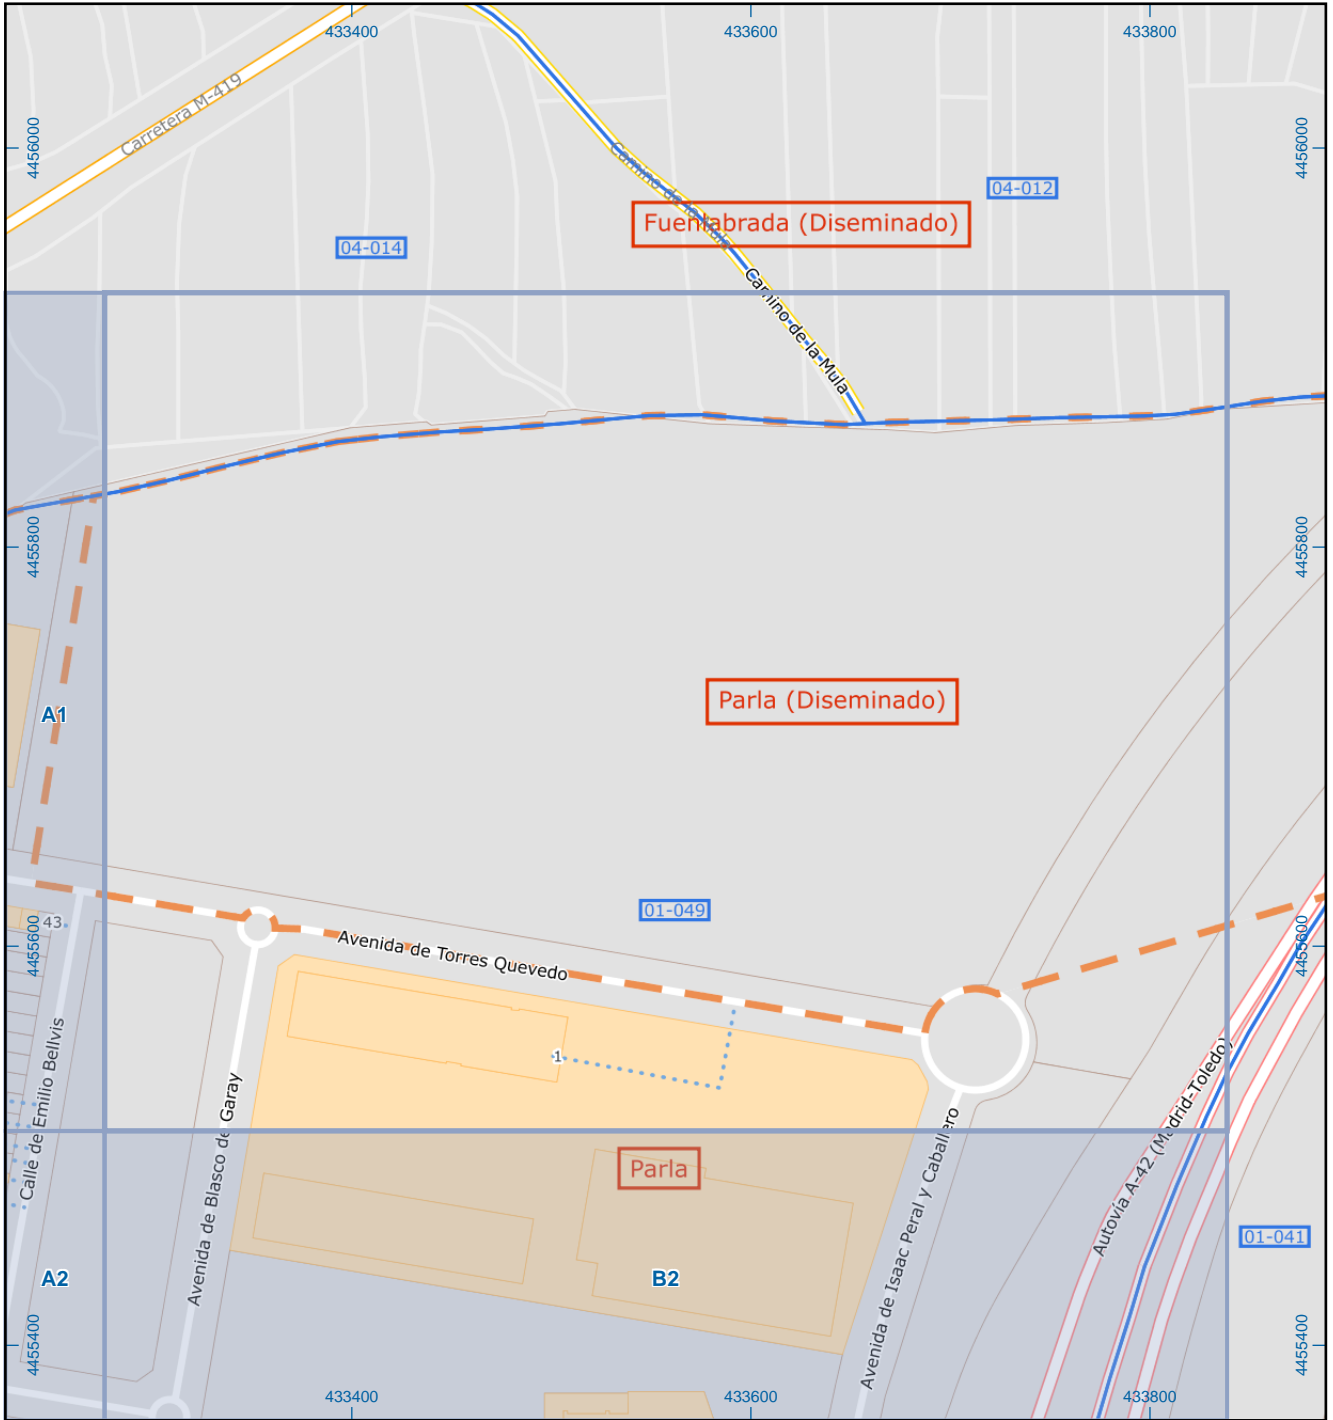 433400
433600
433800
Carretera M-419
4456000
4456000
Camino de la Mula
04-012
Fuenlabrada (Diseminado)
04-014
Camino de la Mula
4455800
4455800
Parla (Diseminado)
A1
01-049
43
4455600
4455600
Avenida de Torres Quevedo
1
Calle de Emilio Bellvis
Avenida de Blasco de Garay
Avenida de Isaac Peral y Caballero
Autovía A-42 (Madrid-Toledo)
Parla
01-041
A2
B2
4455400
4455400
433400
433600
433800